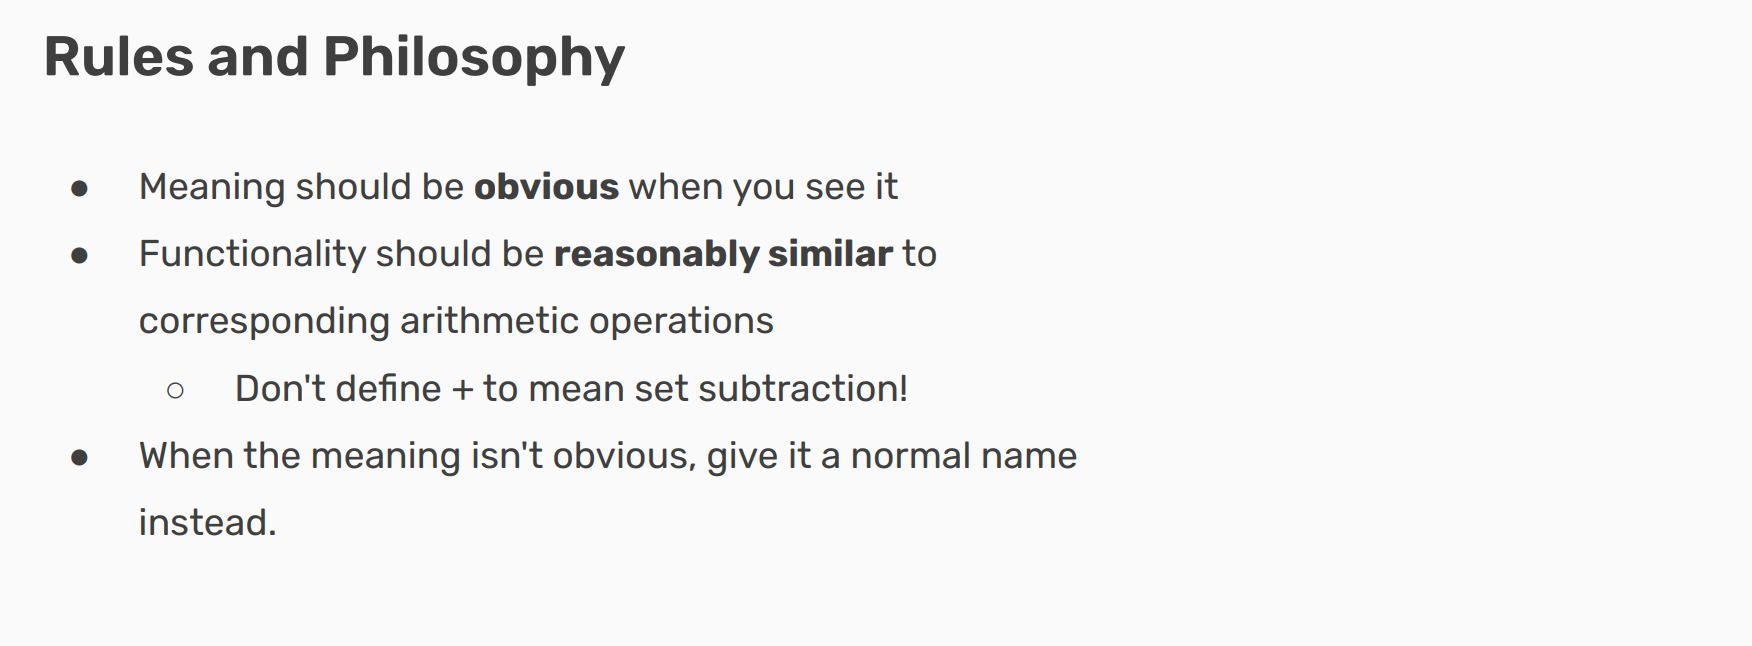 Rules and Philosophy
● Meaning should be obvious when you see it
● Functionality should be reasonably similar to
corresponding arithmetic operations
○ Don't define + to mean set subtraction!
● When the meaning isn't obvious, give it a normal name
instead.